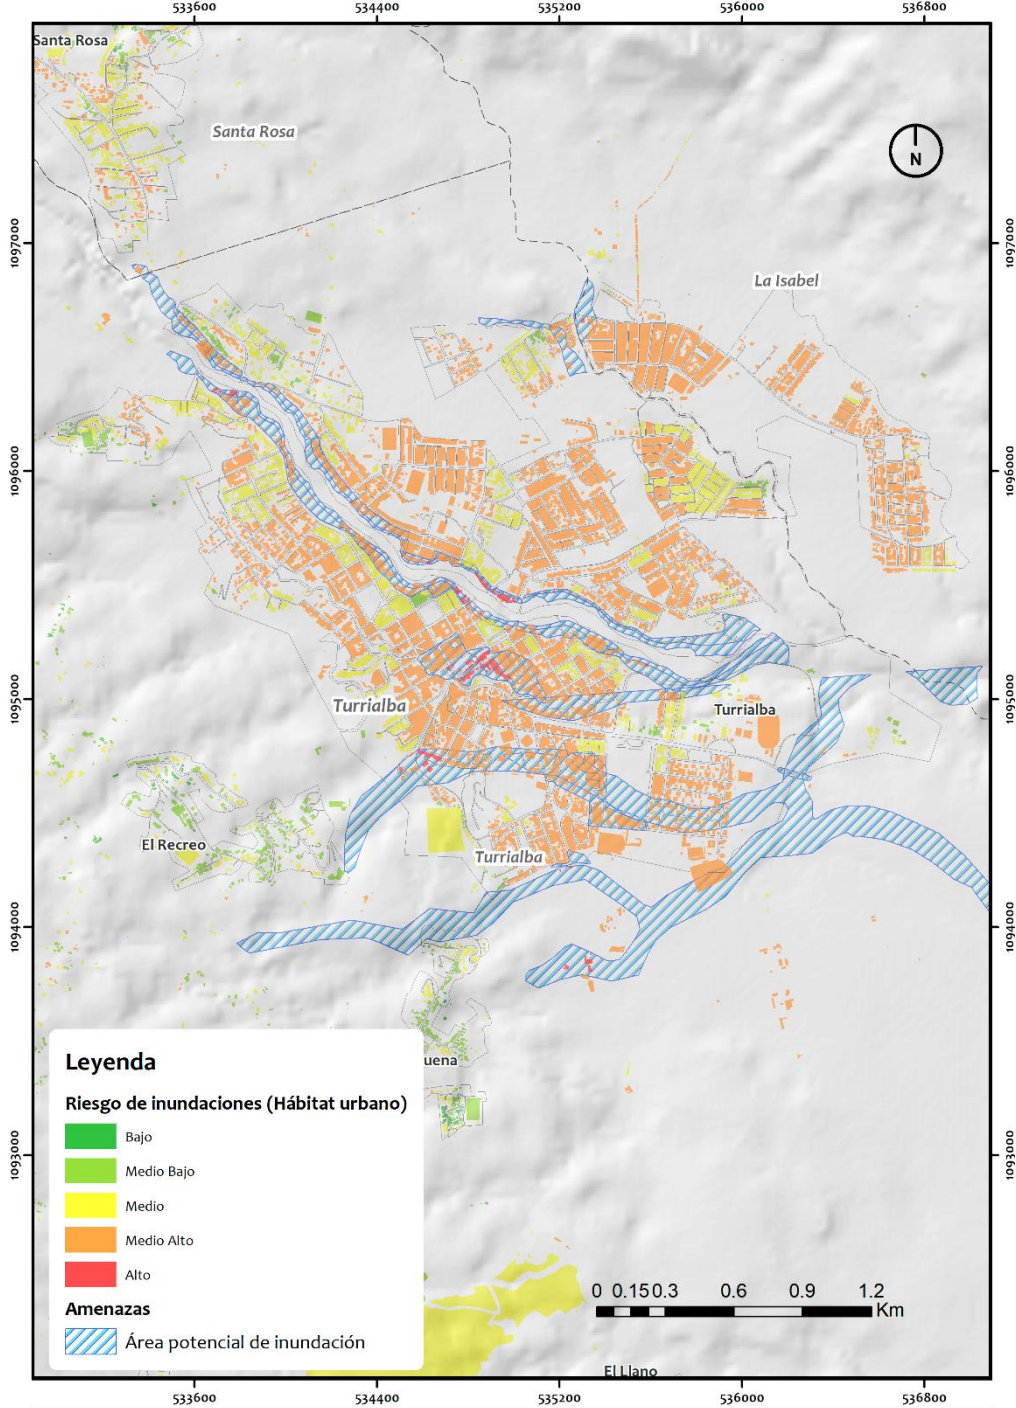 533600 534400 535200 536000 536800
Santa Rosa
Santa Rosa
N
1097000 1097000
La Isabel
1096000 1096000
1095000 1095000
Turrialba
Turrialba
El Recreo
Turrialba
1094000 1094000
uena
Leyenda
Riesgo de inundaciones (Hábitat urbano)
Bajo
Medio Bajo
Medio
Medio Alto
Alto
Amenazas
Área potencial de inundación
1093000 1093000
0 0.15 0.3 0.6 0.9 1.2
Km
El Llano
533600 534400 535200 536000 536800